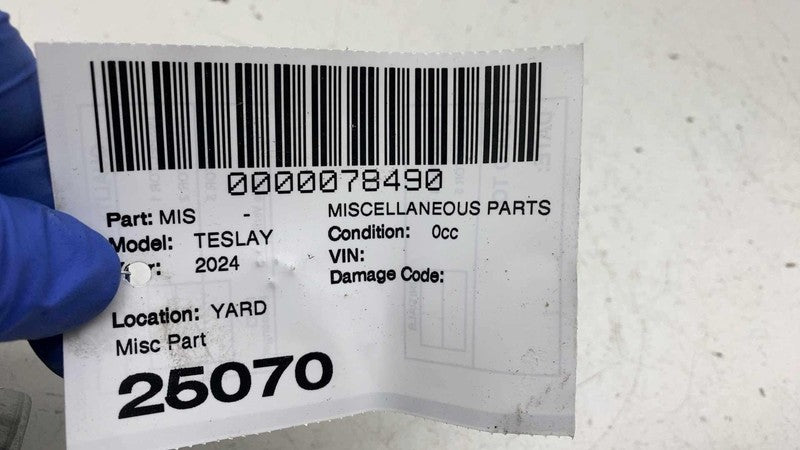 0000078490
Part: MIS - MISCELLANEOUS PARTS
Model: TESLAY Condition: 0cc
2024 VIN:
Damage Code:
Location: YARD
Misc Part
25070